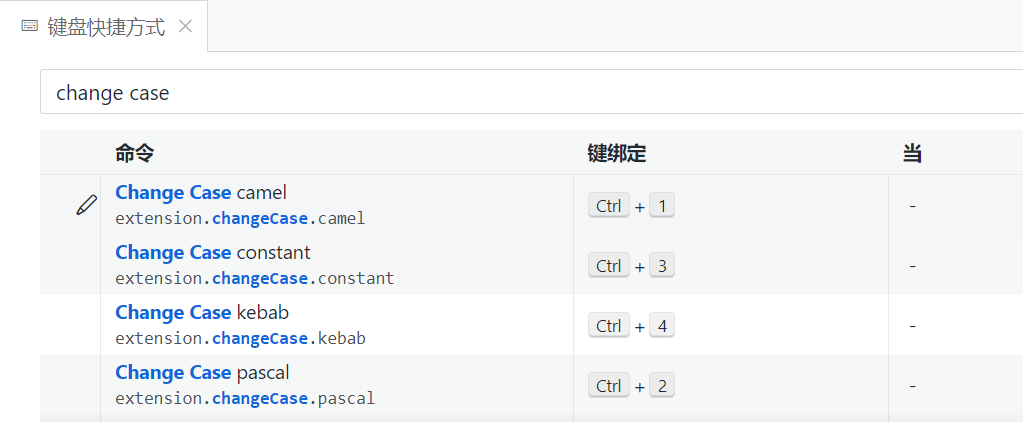 键盘快捷方式
change case
命令 键绑定 当
Change Case camel Ctrl + 1 -
extension.changeCase.camel
Change Case constant Ctrl + 3 -
extension.changeCase.constant
Change Case kebab Ctrl + 4 -
extension.changeCase.kebab
Change Case pascal Ctrl + 2 -
extension.changeCase.pascal